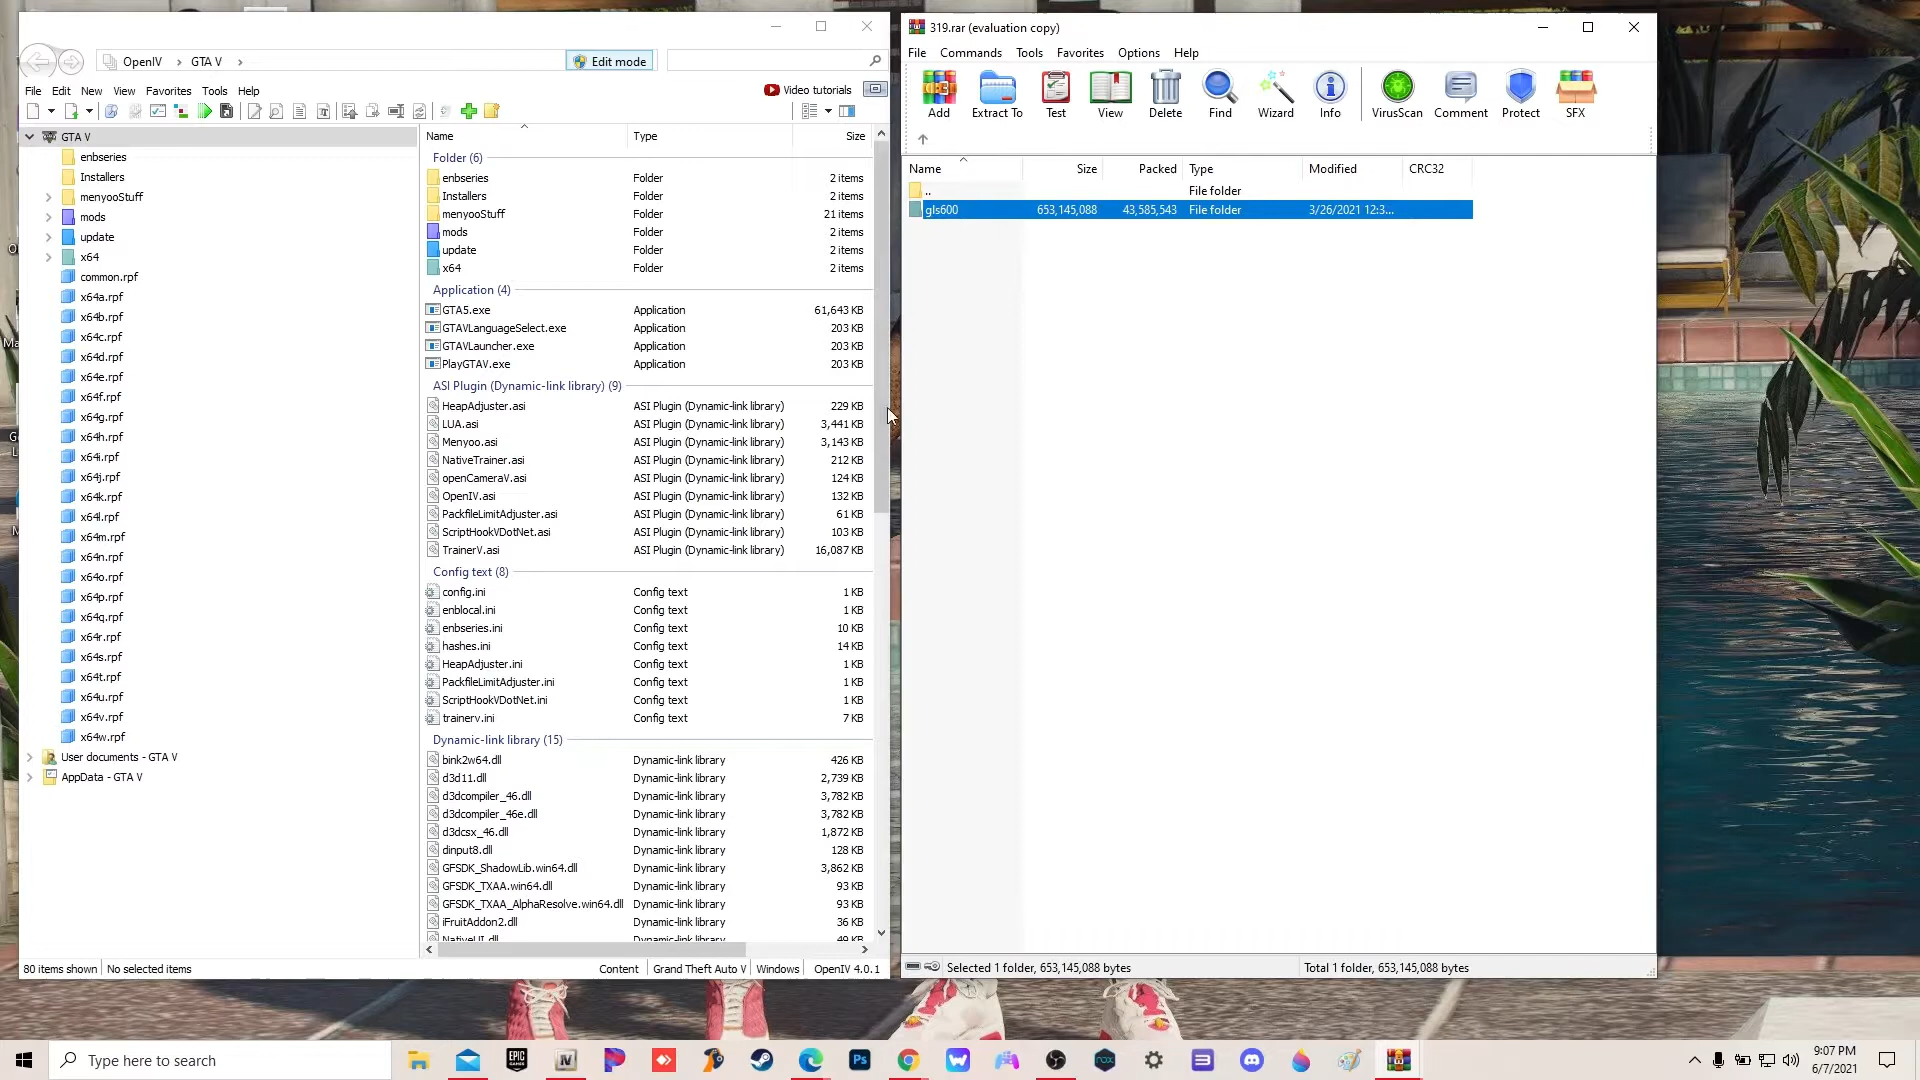 OpenIV
GTA V
Edit mode
File Edit New View Favorites Tools Help
Video tutorials
GTA V
enbseries
Installers
menyooStuff
mods
update
x64
common.rpf
x64a.rpf
x64b.rpf
x64c.rpf
x64d.rpf
x64e.rpf
x64f.rpf
x64g.rpf
x64h.rpf
x64i.rpf
x64j.rpf
x64k.rpf
x64l.rpf
x64m.rpf
x64n.rpf
x64o.rpf
x64p.rpf
x64q.rpf
x64r.rpf
x64s.rpf
x64t.rpf
x64u.rpf
x64v.rpf
x64w.rpf
User documents - GTA V
AppData - GTA V
Name Type Size
Folder (6)
enbseries Folder 2 items
Installers Folder 2 items
menyooStuff Folder 21 items
mods Folder 2 items
update Folder 2 items
x64 Folder 2 items
Application (4)
GTA5.exe Application 61,643 KB
GTAVLanguageSelect.exe Application 203 KB
GTAVLauncher.exe Application 203 KB
PlayGTAV.exe Application 203 KB
ASI Plugin (Dynamic-link library) (9)
HeapAdjuster.asi ASI Plugin (Dynamic-link library) 229 KB
LUA.asi ASI Plugin (Dynamic-link library) 3,441 KB
Menyoo.asi ASI Plugin (Dynamic-link library) 3,143 KB
NativeTrainer.asi ASI Plugin (Dynamic-link library) 212 KB
openCameraV.asi ASI Plugin (Dynamic-link library) 124 KB
OpenIV.asi ASI Plugin (Dynamic-link library) 132 KB
PackfileLimitAdjuster.asi ASI Plugin (Dynamic-link library) 61 KB
ScriptHookVDotNet.asi ASI Plugin (Dynamic-link library) 103 KB
TrainerV.asi ASI Plugin (Dynamic-link library) 16,087 KB
Config text (8)
config.ini Config text 1 KB
enblocal.ini Config text 1 KB
enbseries.ini Config text 10 KB
hashes.ini Config text 14 KB
HeapAdjuster.ini Config text 1 KB
PackfileLimitAdjuster.ini Config text 1 KB
ScriptHookVDotNet.ini Config text 1 KB
trainerv.ini Config text 7 KB
Dynamic-link library (15)
bink2w64.dll Dynamic-link library 426 KB
d3d11.dll Dynamic-link library 2,739 KB
d3dcompiler_46.dll Dynamic-link library 3,782 KB
d3dcompiler_46e.dll Dynamic-link library 3,782 KB
d3dcsx_46.dll Dynamic-link library 1,872 KB
dinput8.dll Dynamic-link library 128 KB
GFSDK_ShadowLib.win64.dll Dynamic-link library 3,862 KB
GFSDK_TXAA.win64.dll Dynamic-link library 93 KB
GFSDK_TXAA_AlphaResolve.win64.dll Dynamic-link library 93 KB
iFruitAddon2.dll Dynamic-link library 36 KB
NativeUI.dll Dynamic-link library 49 KB
80 items shown No selected items Content Grand Theft Auto V Windows OpenIV 4.0.1
319.rar (evaluation copy)
File Commands Tools Favorites Options Help
Add Extract To Test View Delete Find Wizard Info VirusScan Comment Protect SFX
Name Size Packed Type Modified CRC32
.. File folder
gls600 653,145,088 43,585,543 File folder 3/26/2021 12:3...
Selected 1 folder, 653,145,088 bytes Total 1 folder, 653,145,088 bytes
Type here to search
EPIC GAMES
Ps
9:07 PM
6/7/2021